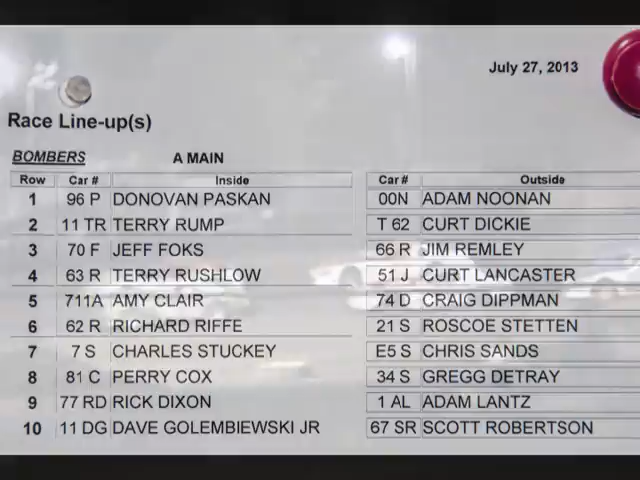 July 27, 2013
Race Line-up(s)
BOMBERS A MAIN
Row Car # Inside Car # Outside
1 96 P DONOVAN PASKAN 00N ADAM NOONAN
2 11 TR TERRY RUMP T 62 CURT DICKIE
3 70 F JEFF FOKS 66 R JIM REMLEY
4 63 R TERRY RUSHLOW 51 J CURT LANCASTER
5 711A AMY CLAIR 74 D CRAIG DIPPMAN
6 62 R RICHARD RIFFE 21 S ROSCOE STETTEN
7 7 S CHARLES STUCKEY E5 S CHRIS SANDS
8 81 C PERRY COX 34 S GREGG DETRAY
9 77 RD RICK DIXON 1 AL ADAM LANTZ
10 11 DG DAVE GOLEMBIEWSKI JR 67 SR SCOTT ROBERTSON